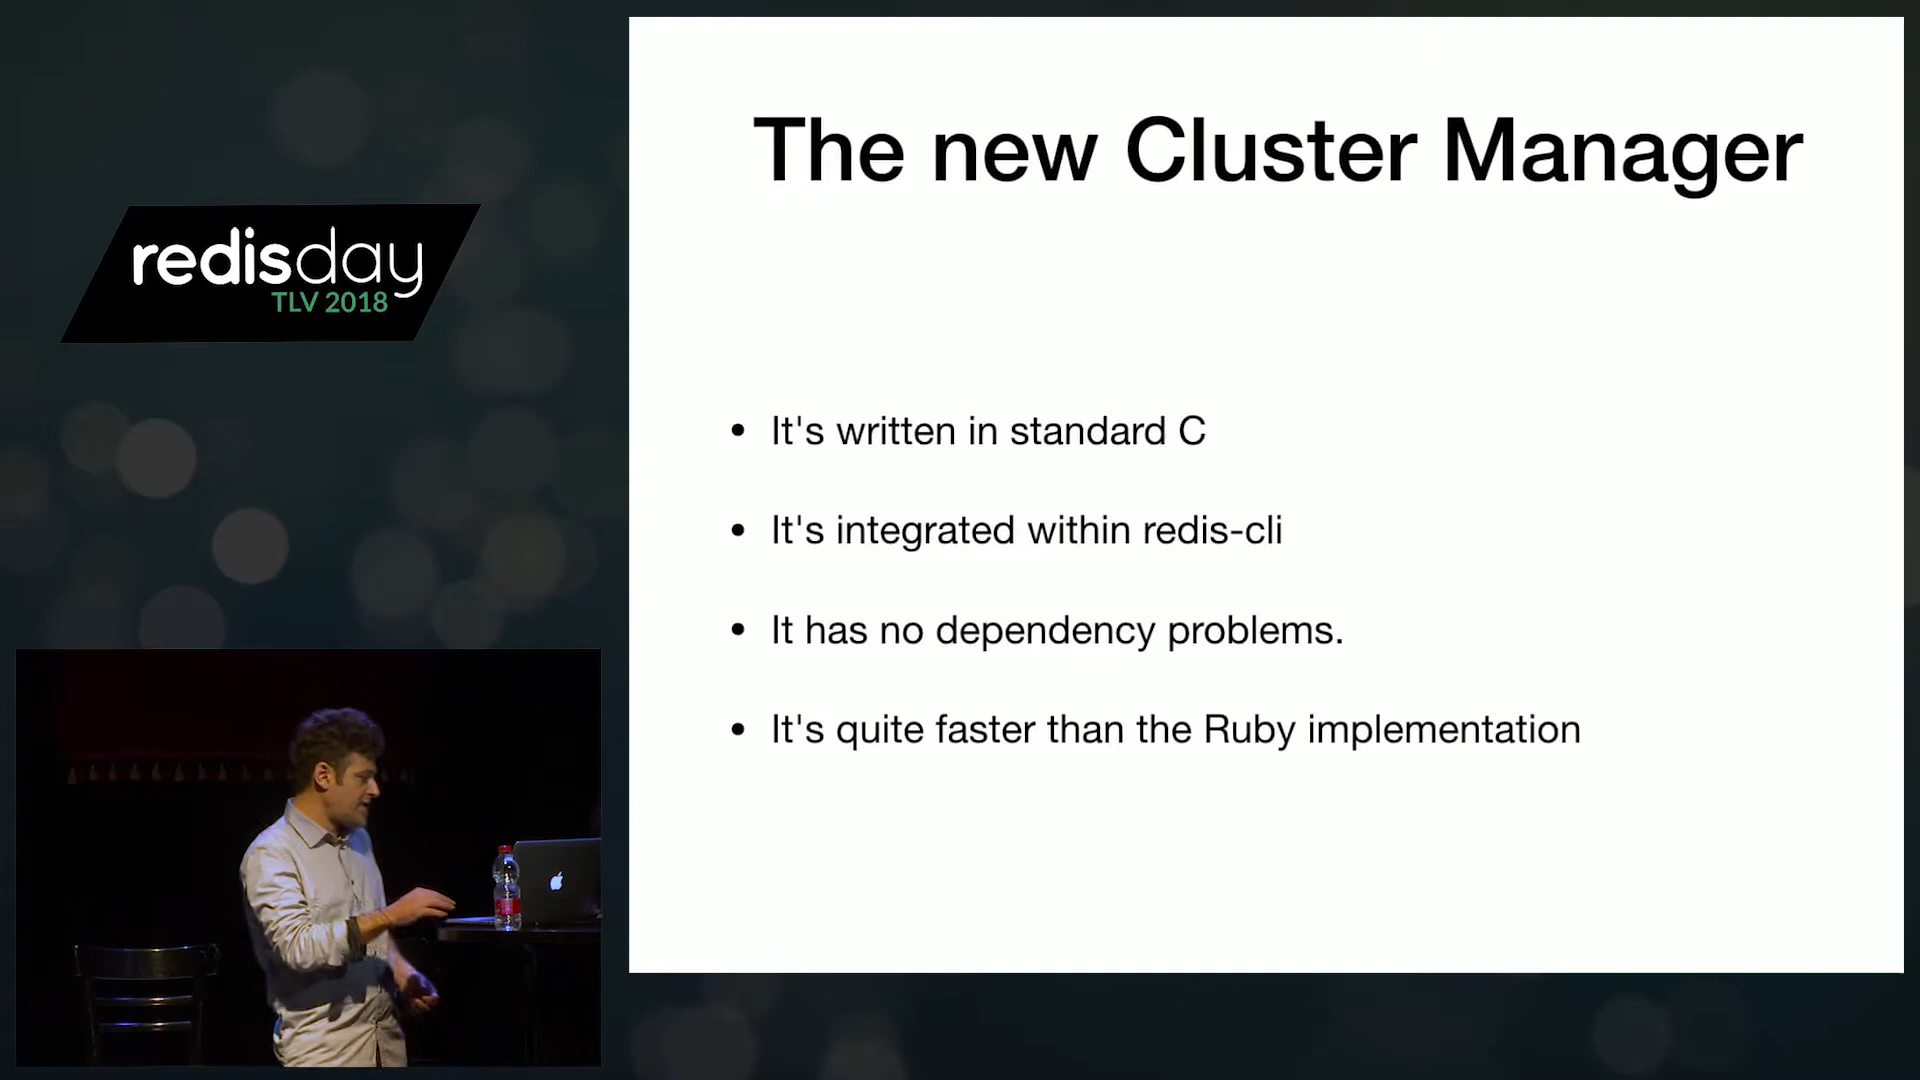 redisday
TLV 2018
The new Cluster Manager
• It's written in standard C
• It's integrated within redis-cli
• It has no dependency problems.
• It's quite faster than the Ruby implementation